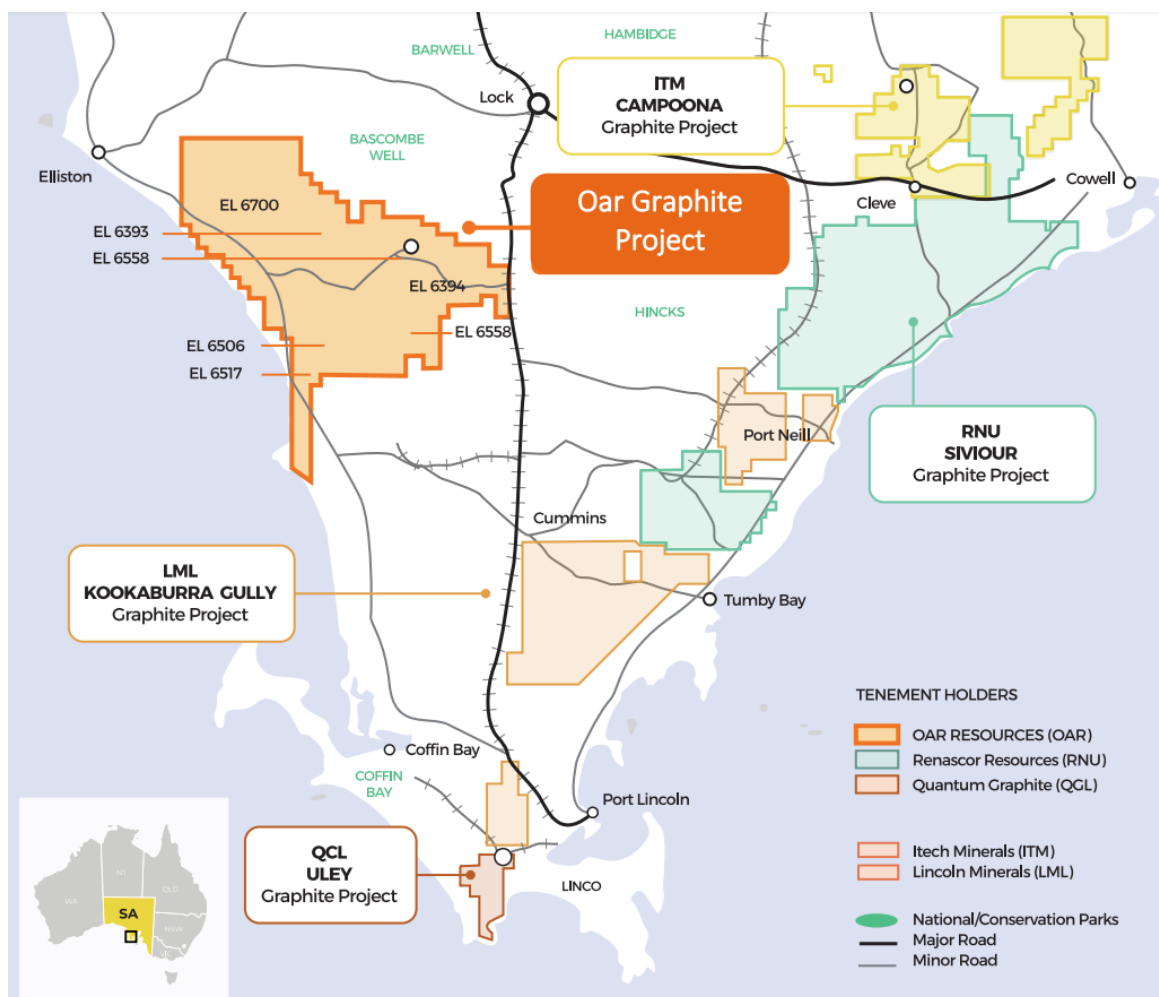 HAMBIDGE
BARWELL
ITM
CAMPOONA
Graphite Project
Lock
BASCOMBE
WELL
Elliston
Cowell
Cleve
Oar Graphite
Project
EL 6700
EL 6393
EL 6558
EL 6394
HINCKS
EL 6558
EL 6506
EL 6517
RNU
SIVIOUR
Graphite Project
Port Neill
Cummins
LML
KOOKABURRA GULLY
Graphite Project
Tumby Bay
TENEMENT HOLDERS
OAR RESOURCES (OAR)
Renascor Resources (RNU)
Quantum Graphite (QGL)
Itech Minerals (ITM)
Lincoln Minerals (LML)
National/Conservation Parks
Major Road
Minor Road
Coffin Bay
COFFIN
BAY
Port Lincoln
QCL
ULEY
Graphite Project
LINCO
NT
QLD
WA
SA
NSW